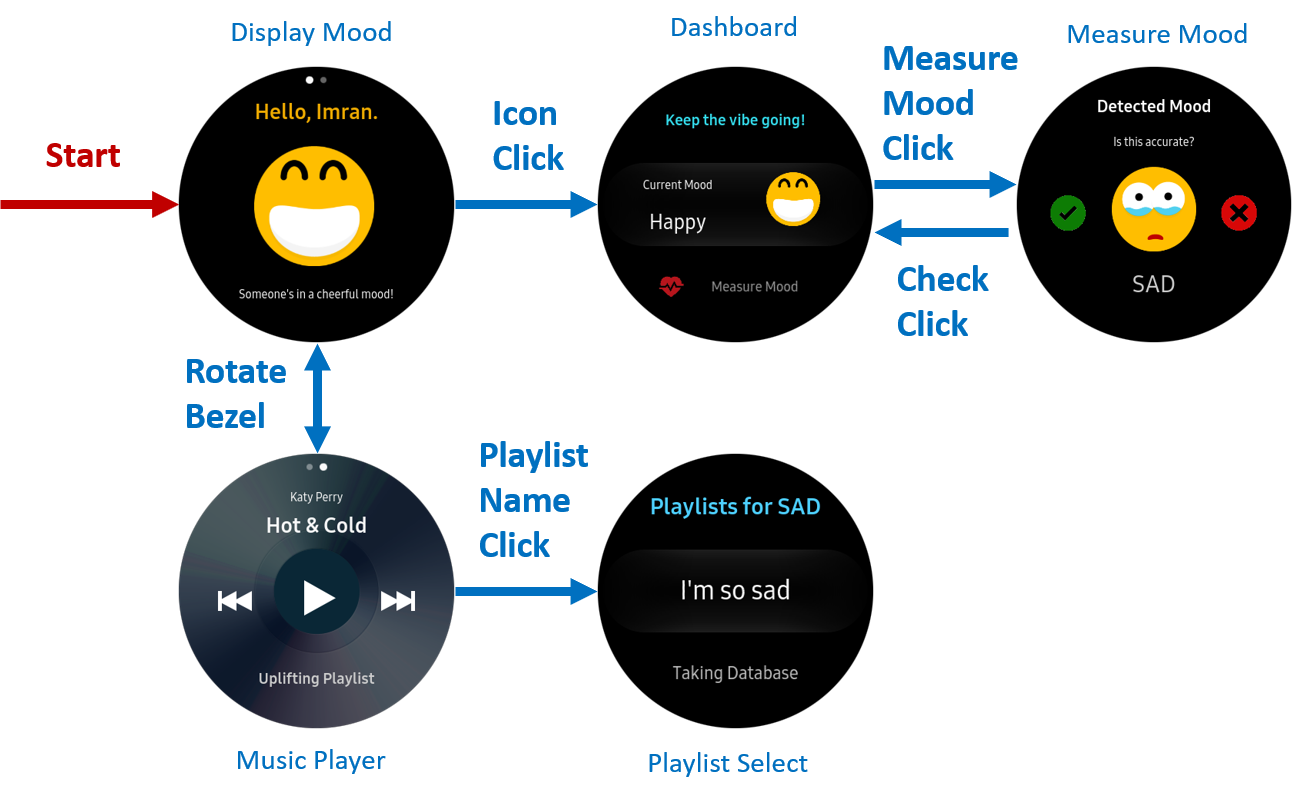 Display Mood
Dashboard
Measure Mood
Start
Hello, Imran.
Someone's in a cheerful mood!
Icon
Click
Keep the vibe going!
Current Mood
Happy
Measure Mood
Measure
Mood
Click
Check
Click
Detected Mood
Is this accurate?
SAD
Rotate
Bezel
Katy Perry
Hot & Cold
Uplifting Playlist
Music Player
Playlist
Name
Click
Playlists for SAD
I'm so sad
Taking Database
Playlist Select